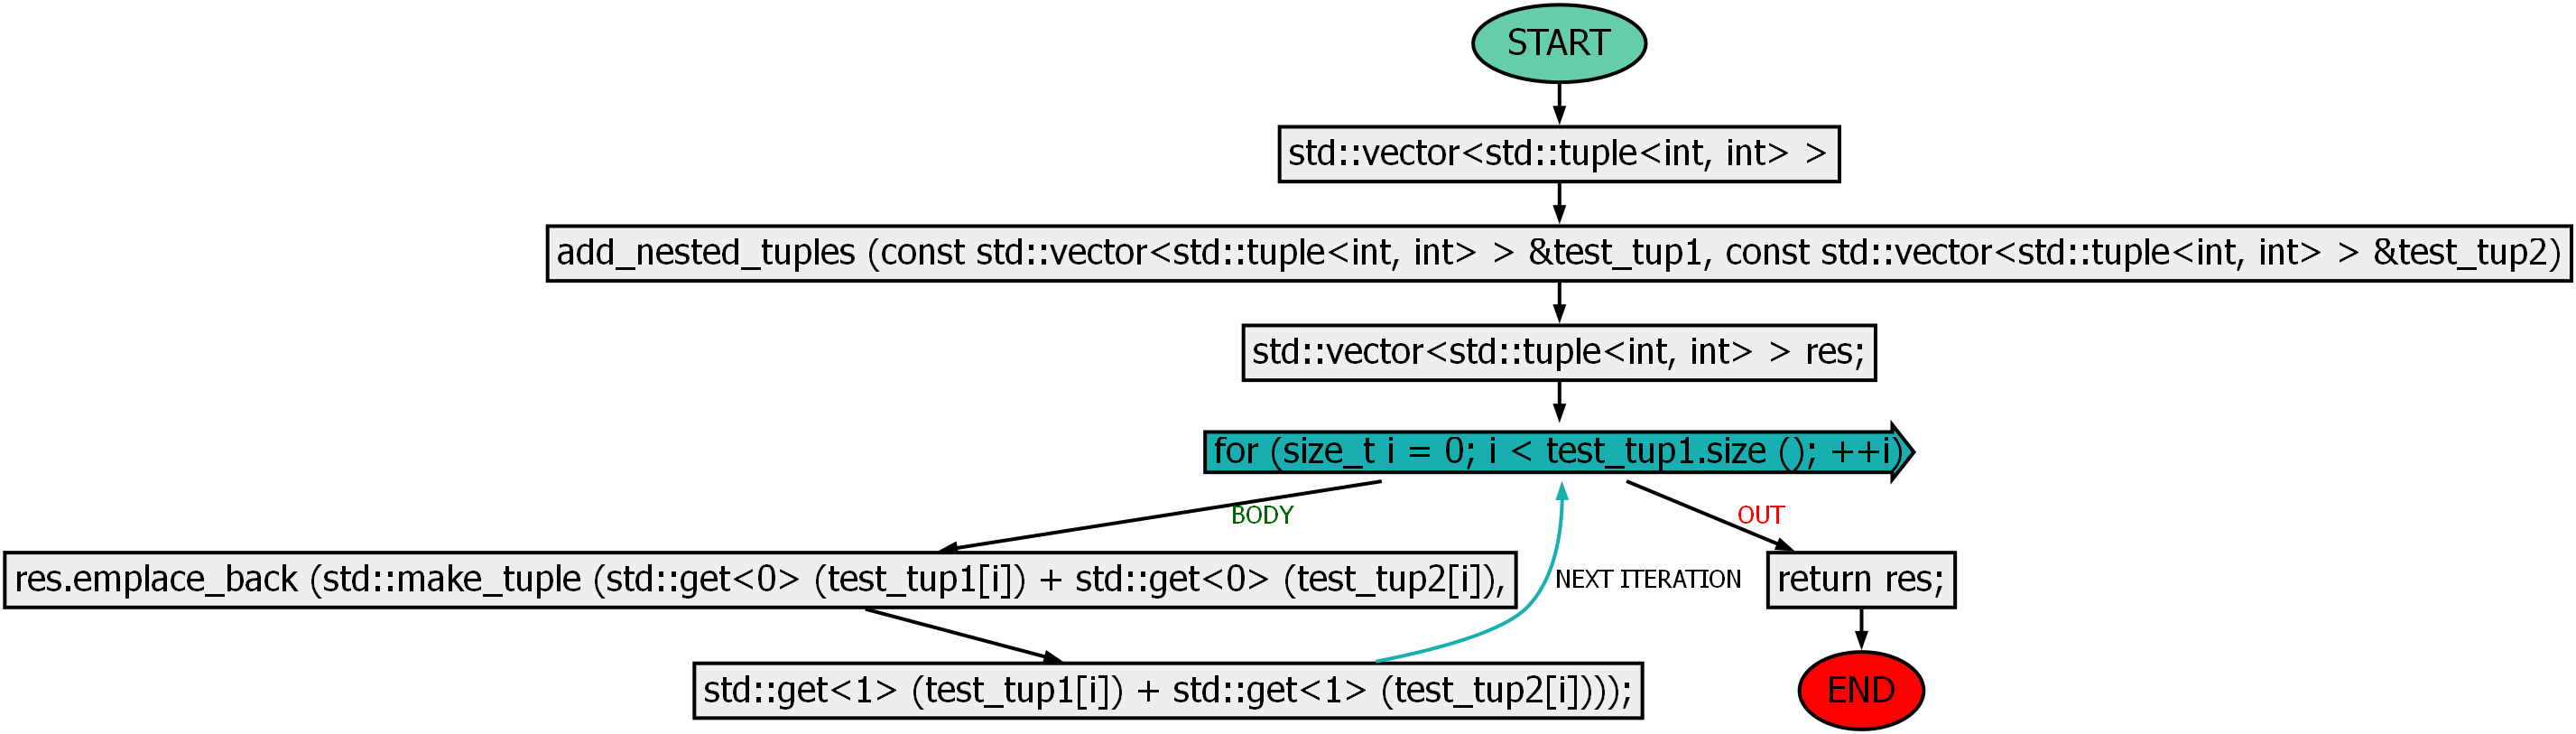 START
std::vector<std::tuple<int, int> >
add_nested_tuples (const std::vector<std::tuple<int, int> > &test_tup1, const std::vector<std::tuple<int, int> > &test_tup2)
std::vector<std::tuple<int, int> > res;
for (size_t i = 0; i < test_tup1.size (); ++i)
BODY
OUT
res.emplace_back (std::make_tuple (std::get<0> (test_tup1[i]) + std::get<0> (test_tup2[i]),
NEXT ITERATION
return res;
std::get<1> (test_tup1[i]) + std::get<1> (test_tup2[i])));
END